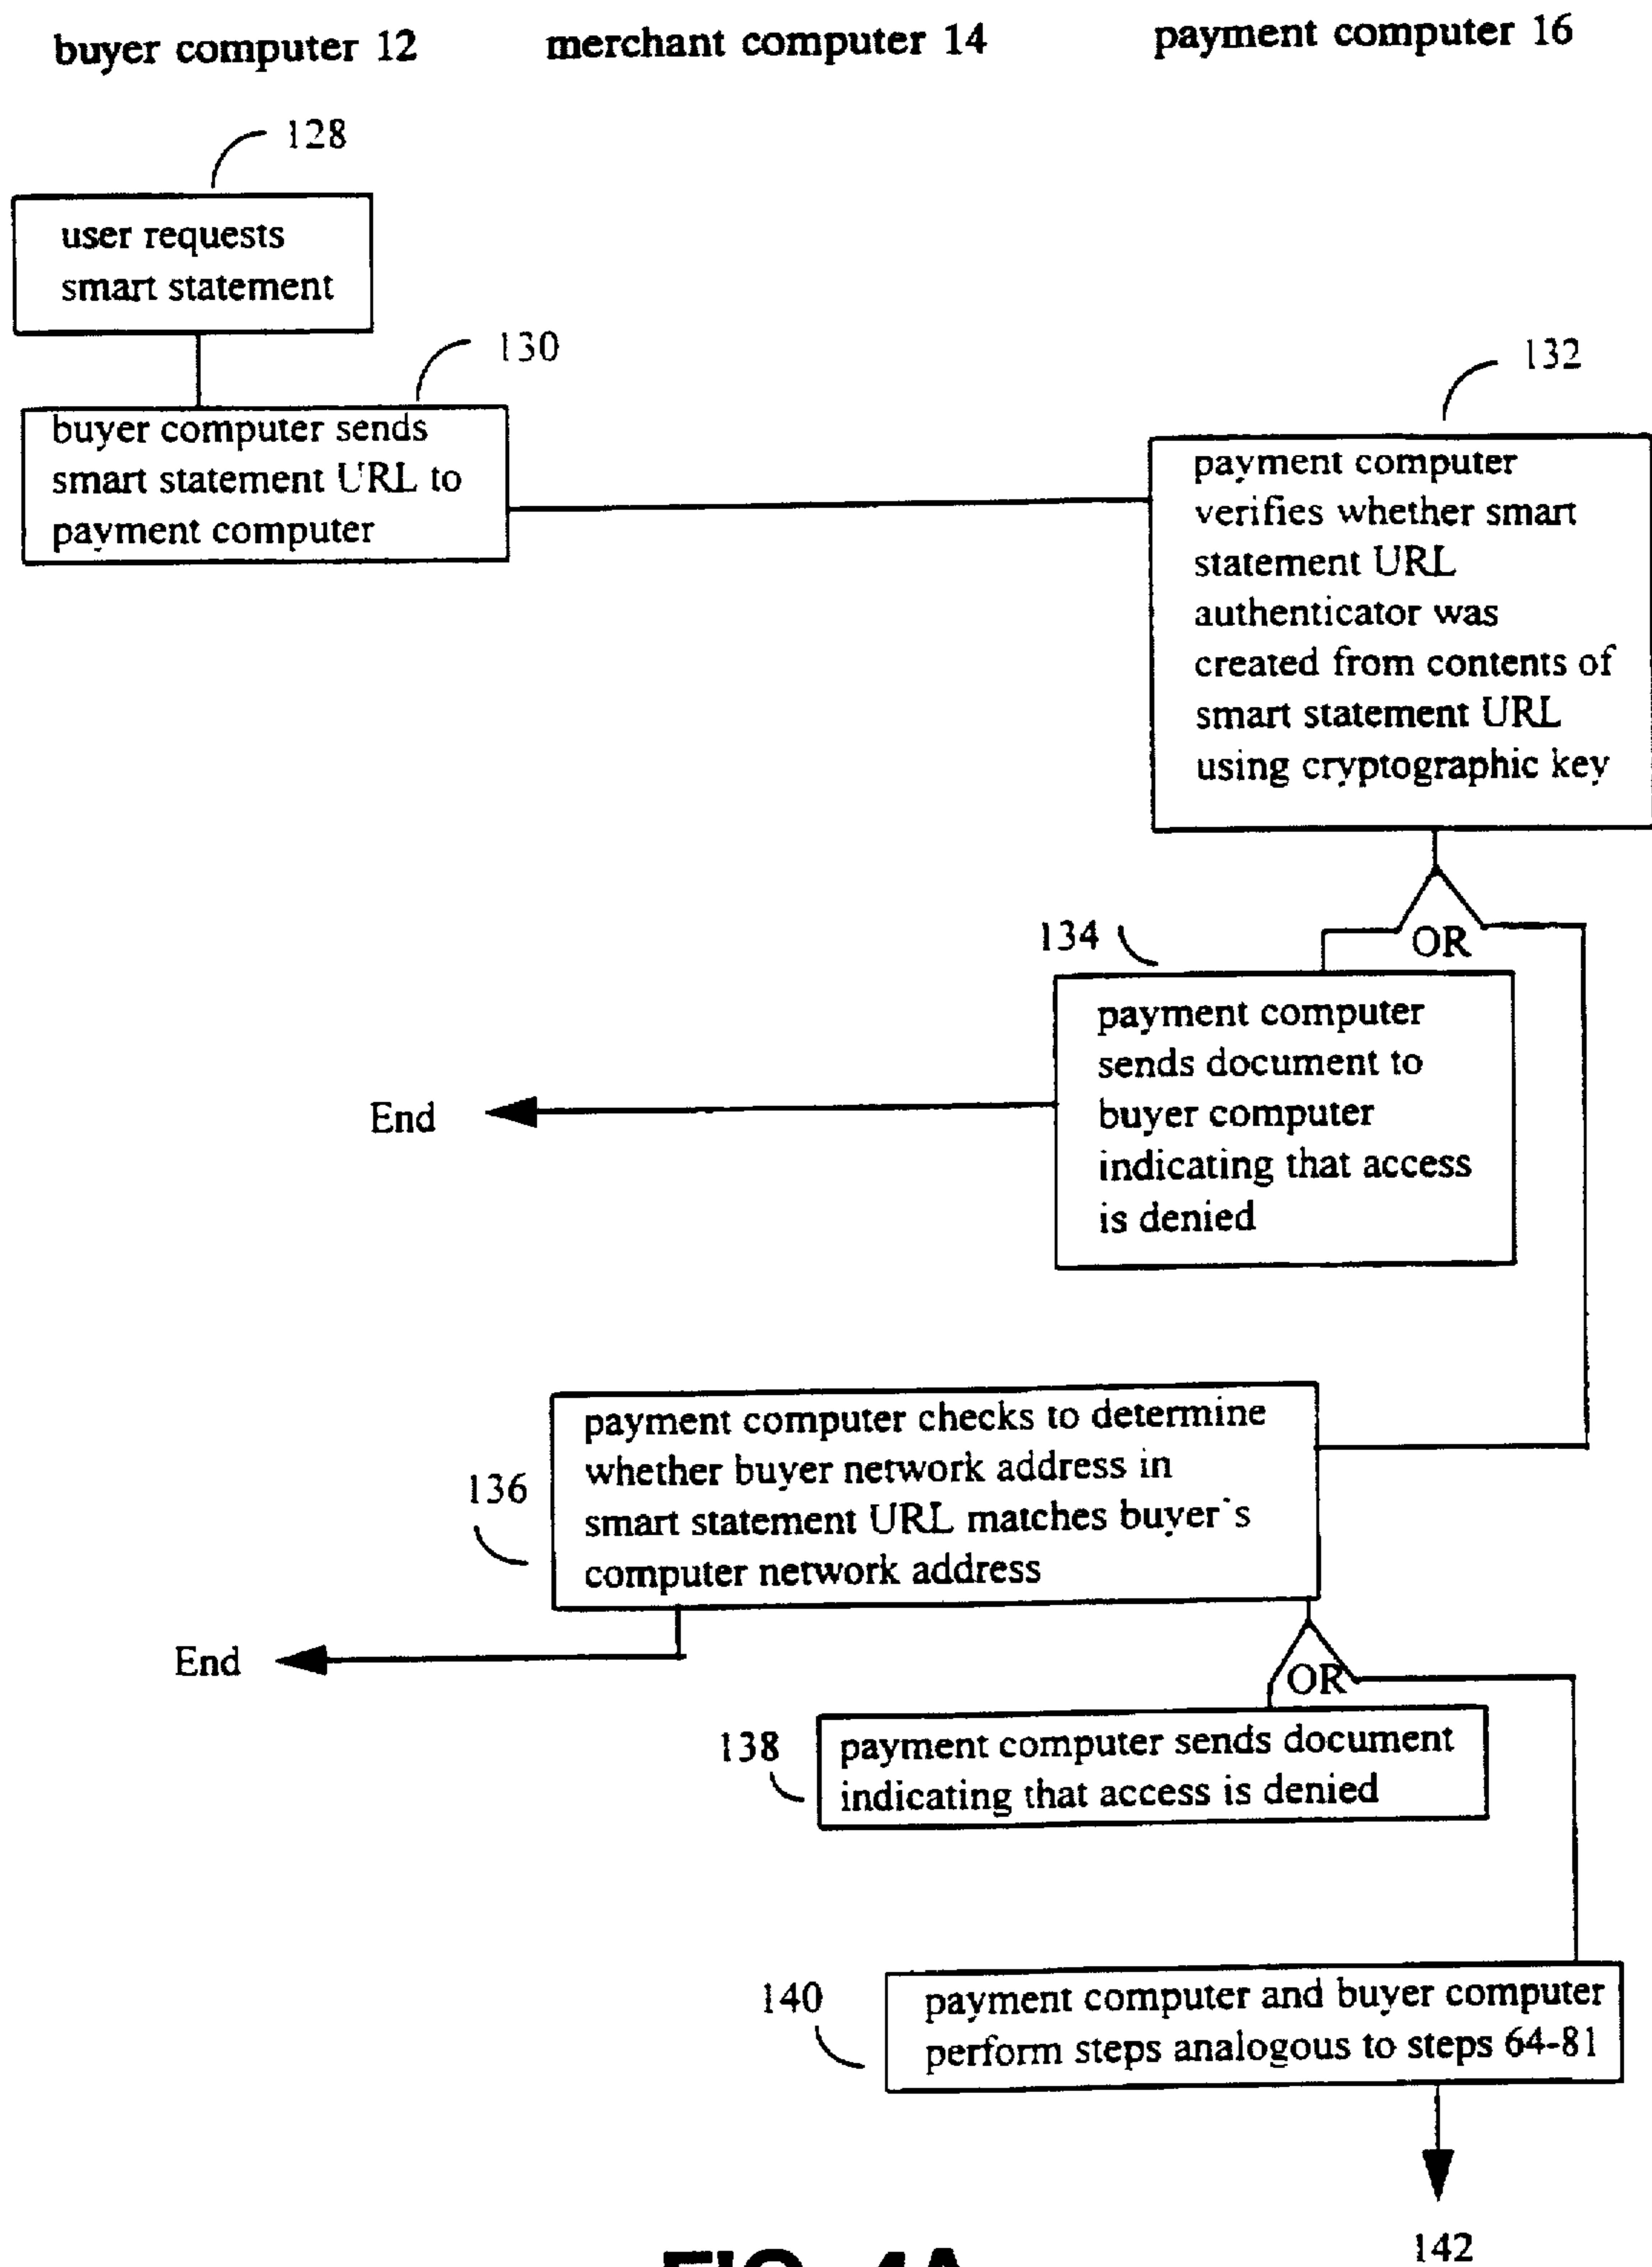 buyer computer 12 merchant computer 14 payment computer 16
128
user requests
smart statement
130
buyer computer sends
smart statement URL to
payment computer
132
payment computer
verifies whether smart
statement URL
authenticator was
created from contents of
smart statement URL
using cryptographic key
OR
134
payment computer
sends document to
buyer computer
indicating that access
is denied
End
136
payment computer checks to determine
whether buyer network address in
smart statement URL matches buyer's
computer network address
End
OR
138
payment computer sends document
indicating that access is denied
140
payment computer and buyer computer
perform steps analogous to steps 64-81
142
FIG. 4A